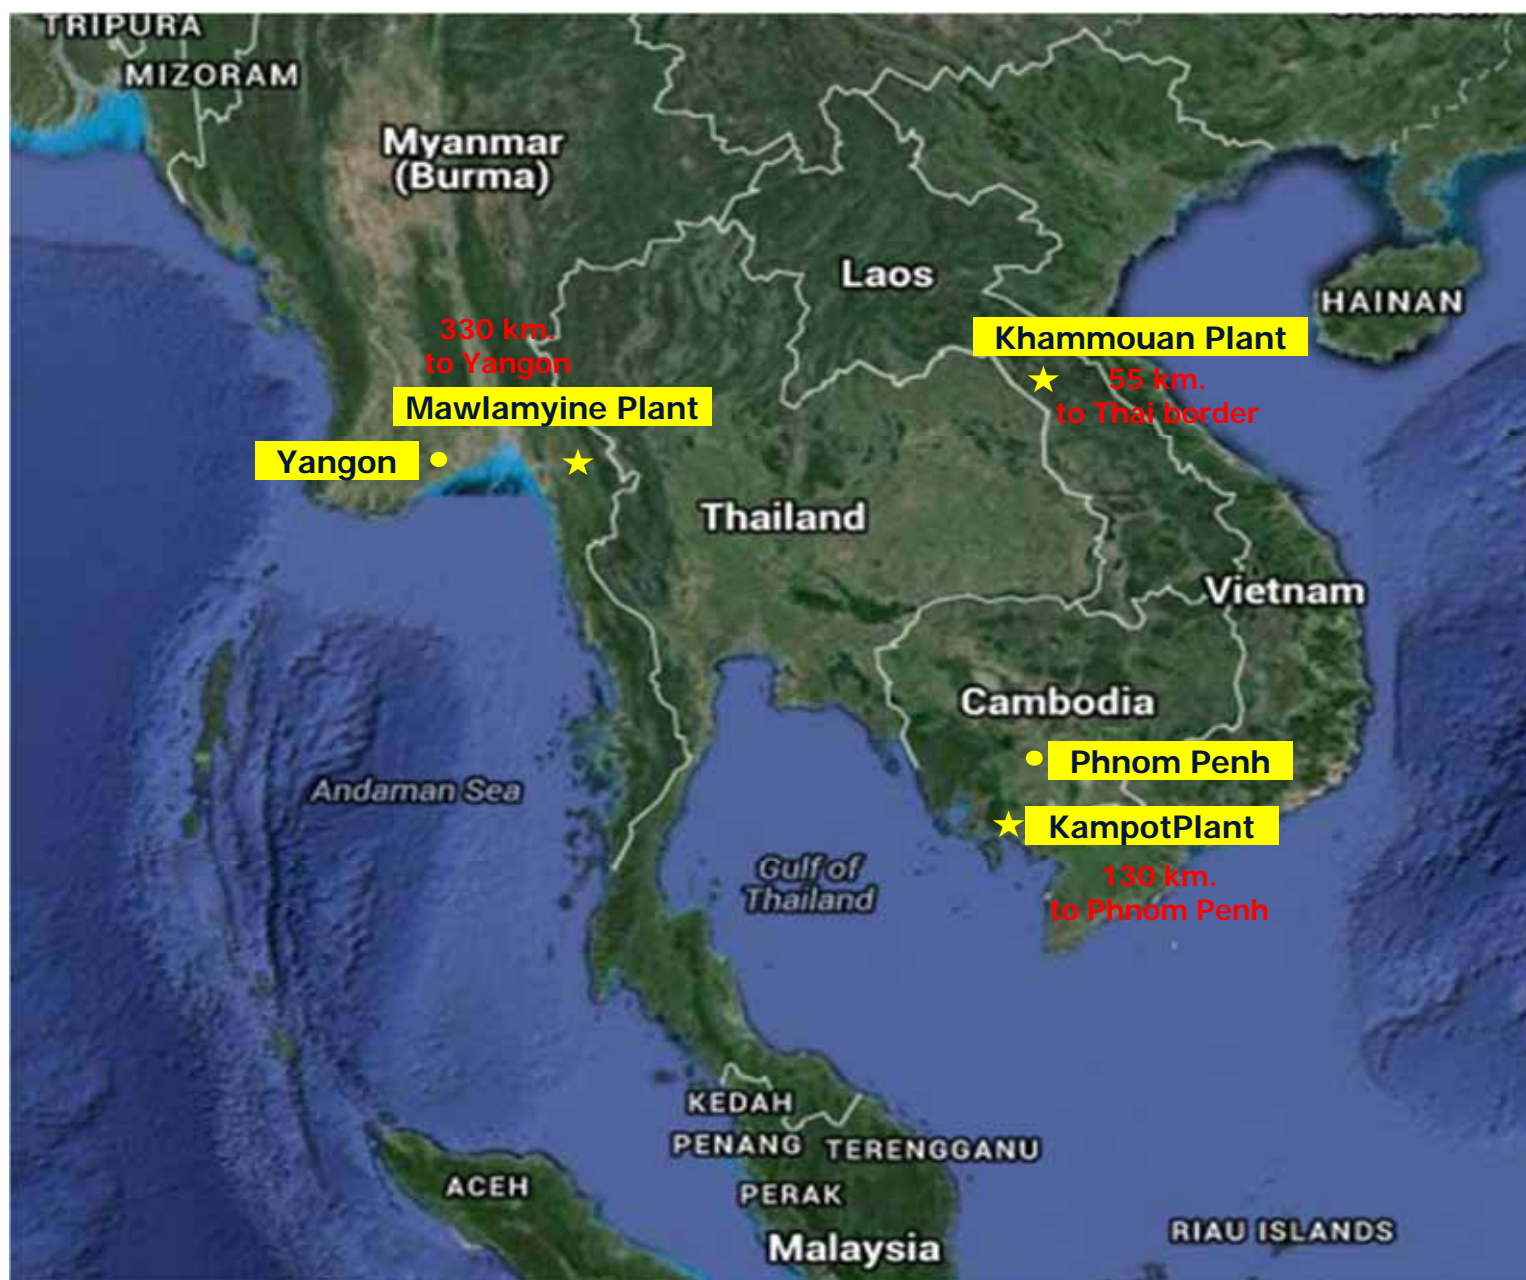 TRIPURA
MIZORAM
Myanmar
(Burma)
Laos
HAINAN
330 km.
to Yangon
Khammouan Plant
55 km.
to Thai border
Mawlamyine Plant
Yangon
Thailand
Vietnam
Cambodia
Phnom Penh
Andaman Sea
KampotPlant
Gulf of
Thailand
130 km.
to Phnom Penh
KEDAH
PENANG
TERENGGANU
ACEH
PERAK
Malaysia
RIAU ISLANDS